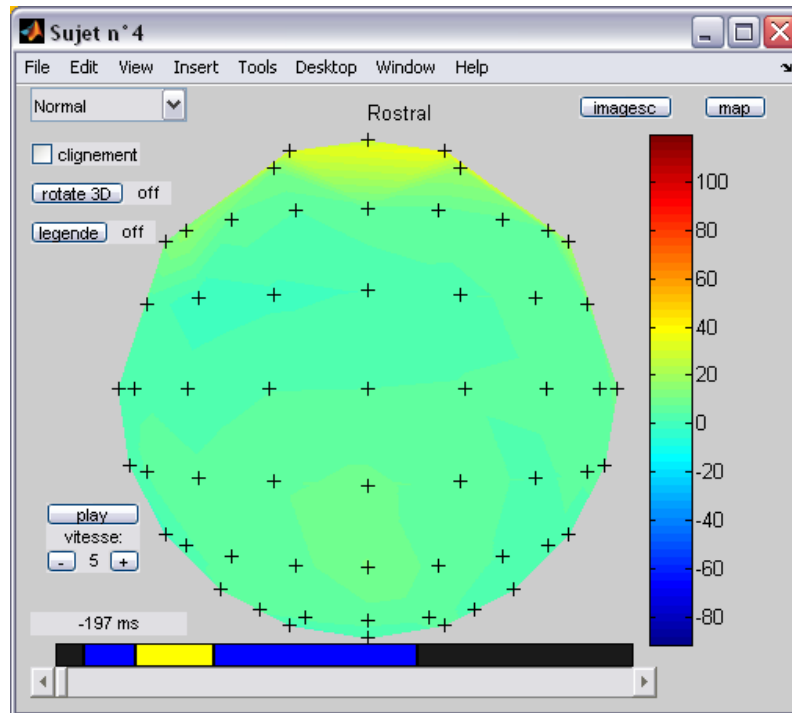 Sujet n°4
File Edit View Insert Tools Desktop Window Help
Normal
Rostral
imagesc map
clignement
rotate 3D off
legende off
100
80
60
40
20
0
-20
-40
-60
-80
play
vitesse:
- 5 +
-197 ms